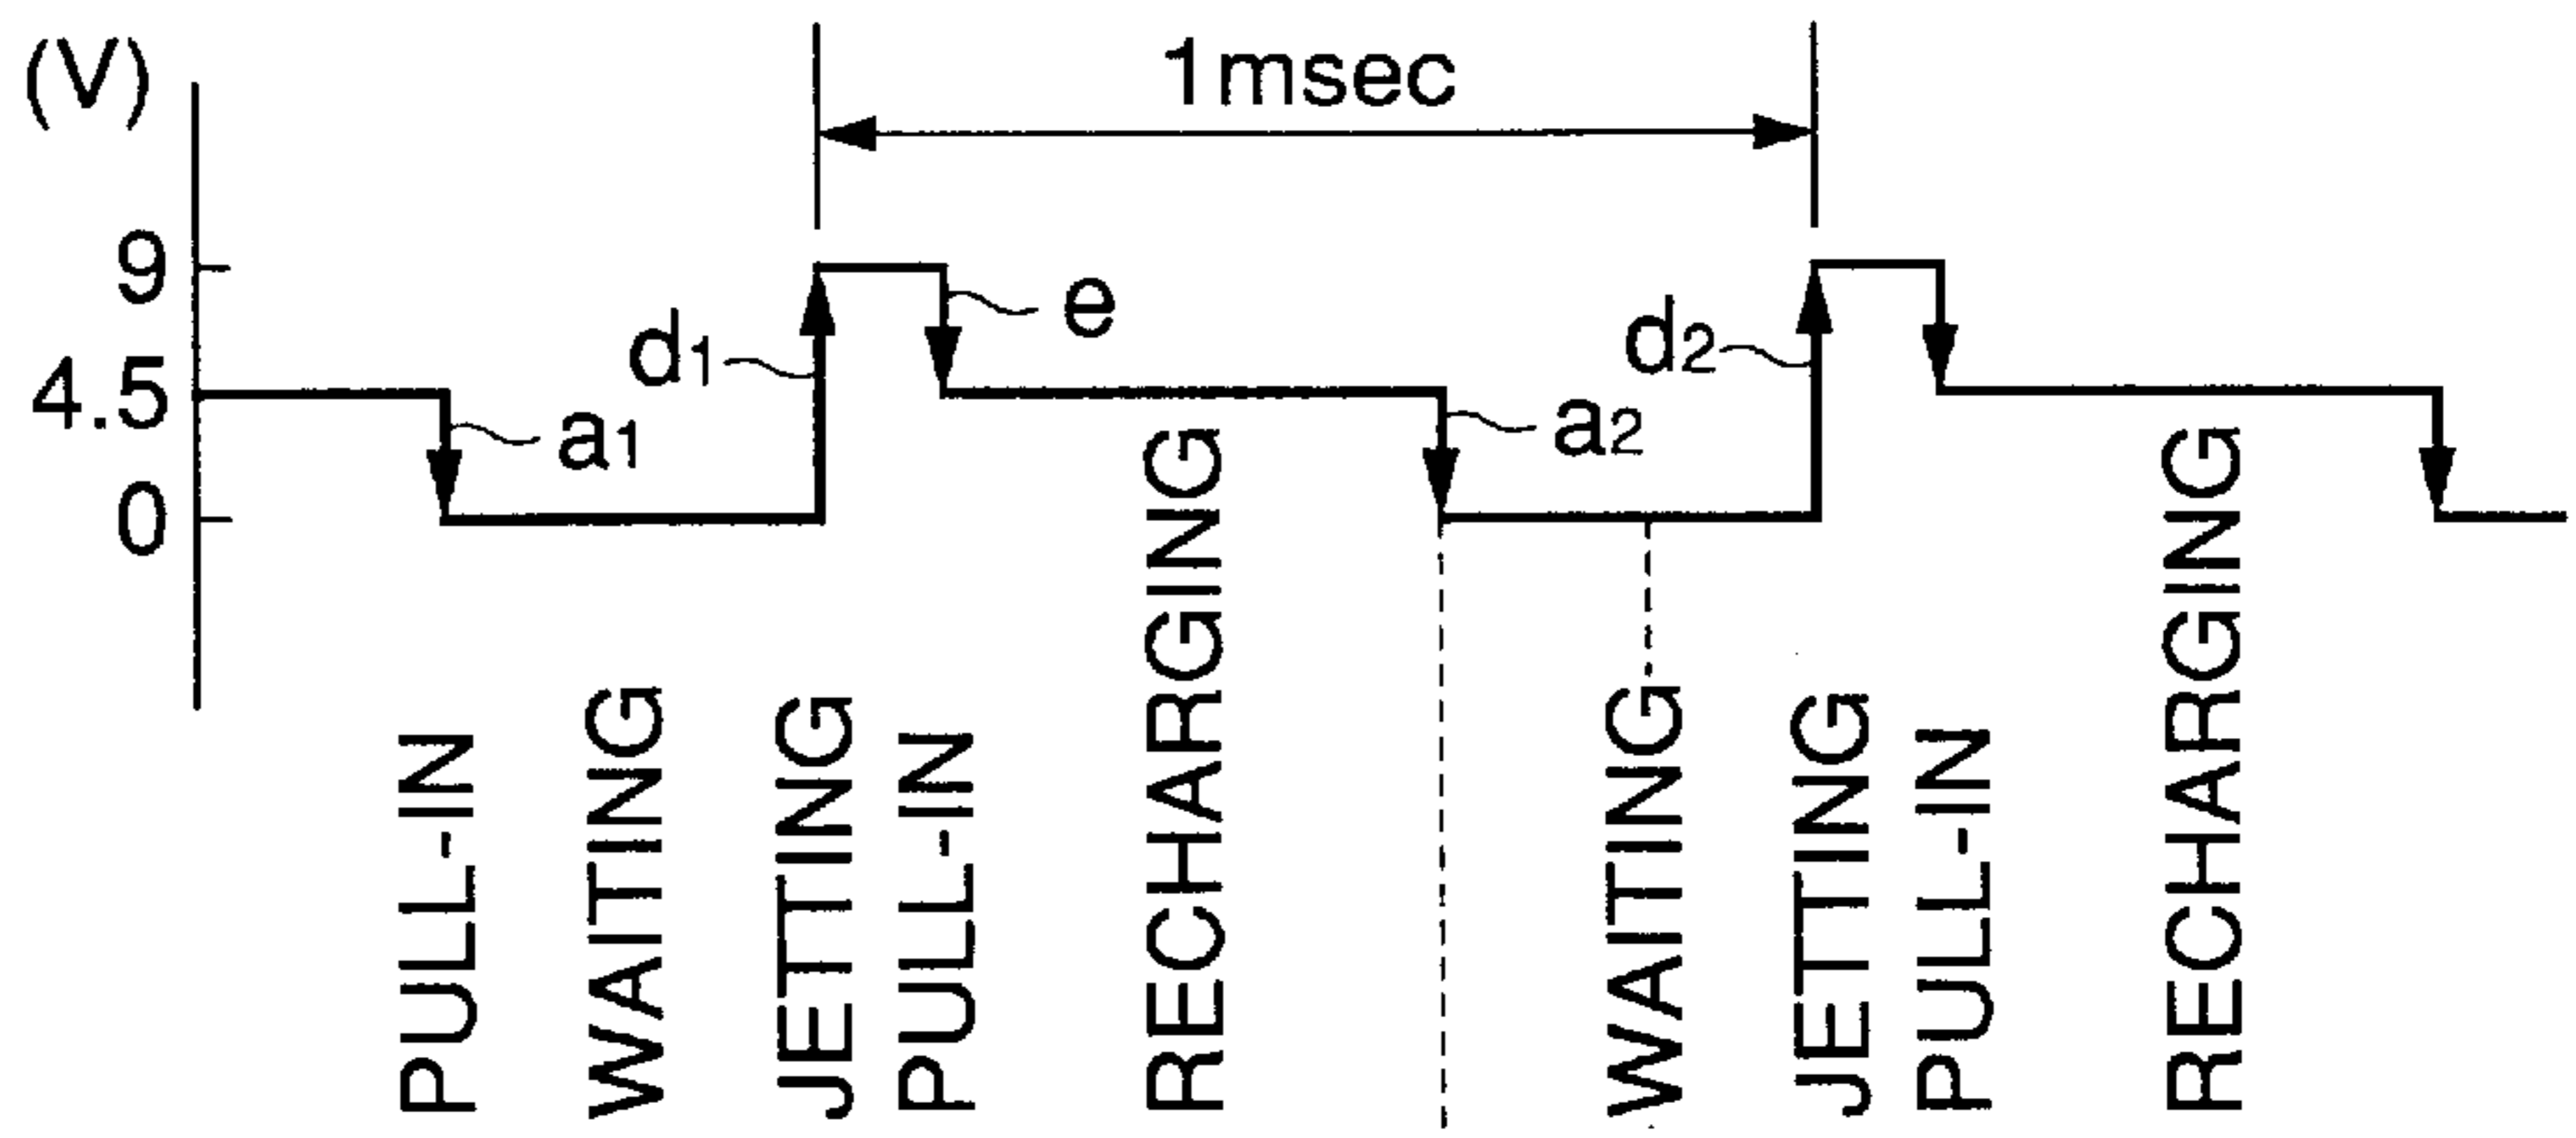 (V)
1msec
9
e
d1
d2
4.5
a1
a2
0
PULL-IN
WAITING
JETTING
PULL-IN
RECHARGING
WAITING
JETTING
PULL-IN
RECHARGING